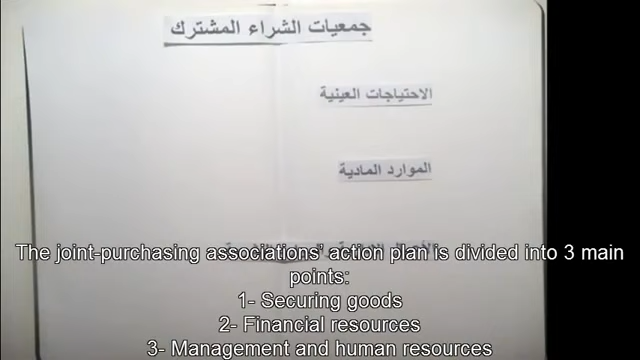 جمعيات الشراء المشترك
الاحتياجات العينية
الموارد المادية
The joint-purchasing associations' action plan is divided into 3 main
points:
1- Securing goods
2- Financial resources
3- Management and human resources